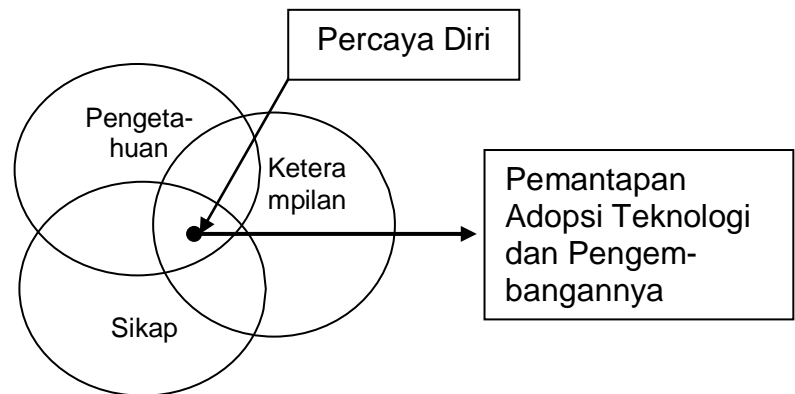 Percaya Diri
Pengeta-
huan
Ketera
mpilan
Sikap
Pemantapan
Adopsi Teknologi
dan Pengem-
bangannya